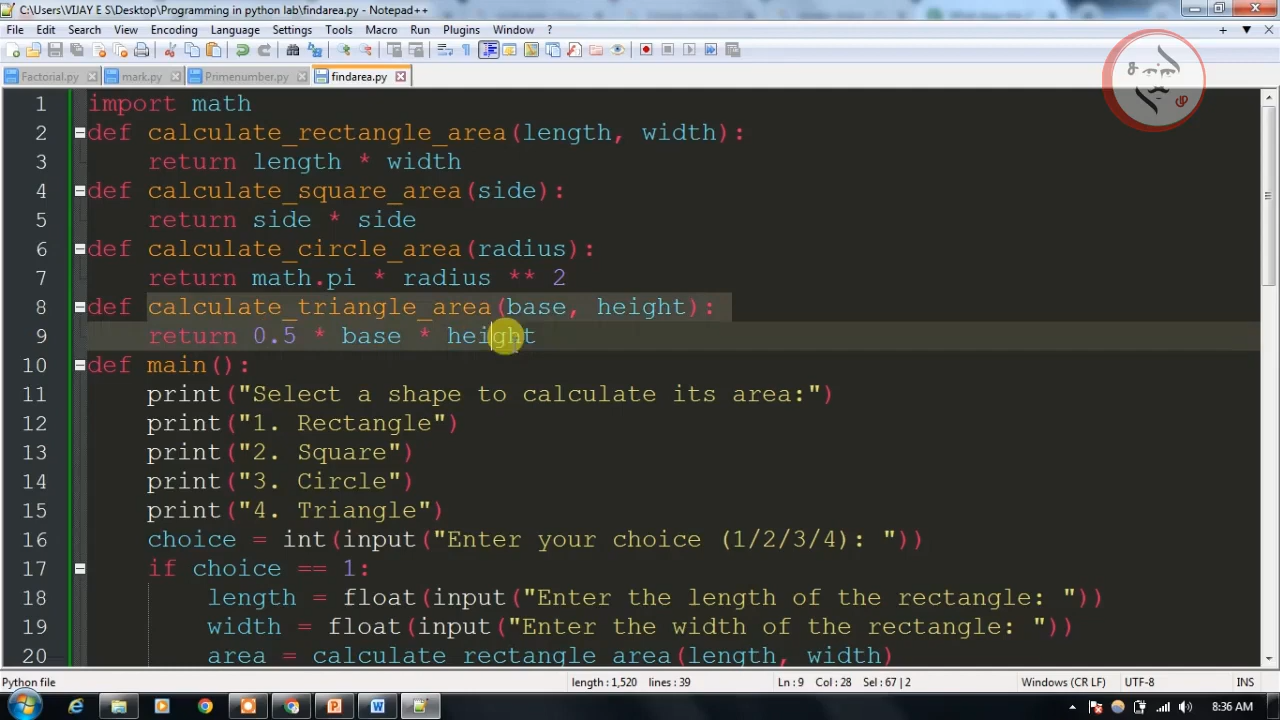 C:\Users\VIJAY E S\Desktop\Programming in python lab\findarea.py - Notepad++
File Edit Search View Encoding Language Settings Tools Macro Run Plugins Window ?
Factorial.py mark.py Primenumber.py findarea.py
1 import math
2 def calculate_rectangle_area(length, width):
3 return length * width
4 def calculate_square_area(side):
5 return side * side
6 def calculate_circle_area(radius):
7 return math.pi * radius ** 2
8 def calculate_triangle_area(base, height):
9 return 0.5 * base * height
10 def main():
11 print("Select a shape to calculate its area:")
12 print("1. Rectangle")
13 print("2. Square")
14 print("3. Circle")
15 print("4. Triangle")
16 choice = int(input("Enter your choice (1/2/3/4): "))
17 if choice == 1:
18 length = float(input("Enter the length of the rectangle: "))
19 width = float(input("Enter the width of the rectangle: "))
20 area = calculate_rectangle_area(length, width)
Python file length : 1,520 lines : 39 Ln : 9 Col : 28 Sel : 67 | 2 Windows (CR LF) UTF-8 INS
8:36 AM